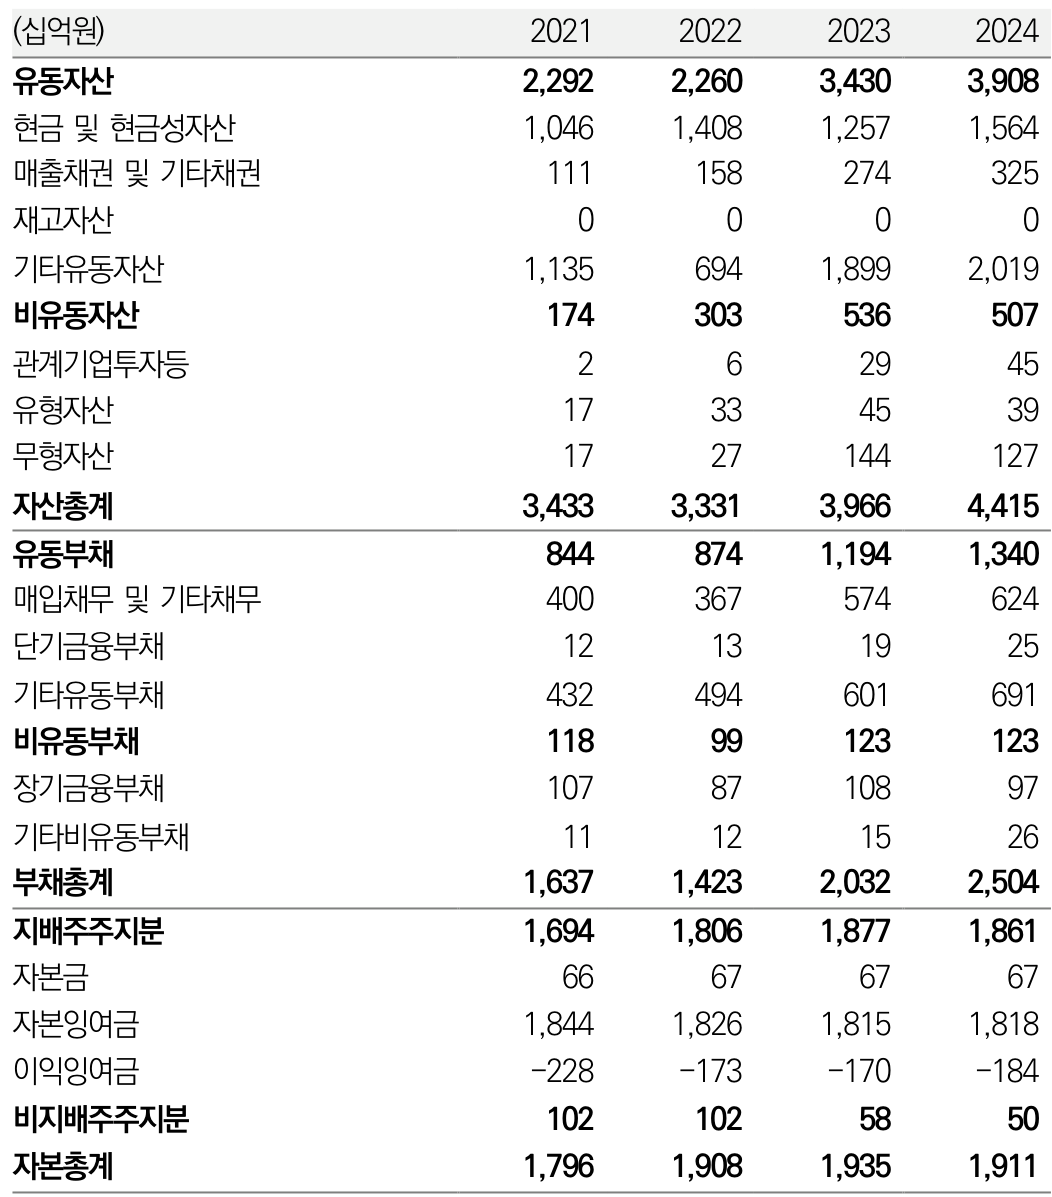 (십억원) 2021 2022 2023 2024
유동자산 2,292 2,260 3,430 3,908
현금 및 현금성자산 1,046 1,408 1,257 1,564
매출채권 및 기타채권 111 158 274 325
재고자산 0 0 0 0
기타유동자산 1,135 694 1,899 2,019
비유동자산 174 303 536 507
관계기업투자등 2 6 29 45
유형자산 17 33 45 39
무형자산 17 27 144 127
자산총계 3,433 3,331 3,966 4,415
유동부채 844 874 1,194 1,340
매입채무 및 기타채무 400 367 574 624
단기금융부채 12 13 19 25
기타유동부채 432 494 601 691
비유동부채 118 99 123 123
장기금융부채 107 87 108 97
기타비유동부채 11 12 15 26
부채총계 1,637 1,423 2,032 2,504
지배주주지분 1,694 1,806 1,877 1,861
자본금 66 67 67 67
자본잉여금 1,844 1,826 1,815 1,818
이익잉여금 -228 -173 -170 -184
비지배주주지분 102 102 58 50
자본총계 1,796 1,908 1,935 1,911